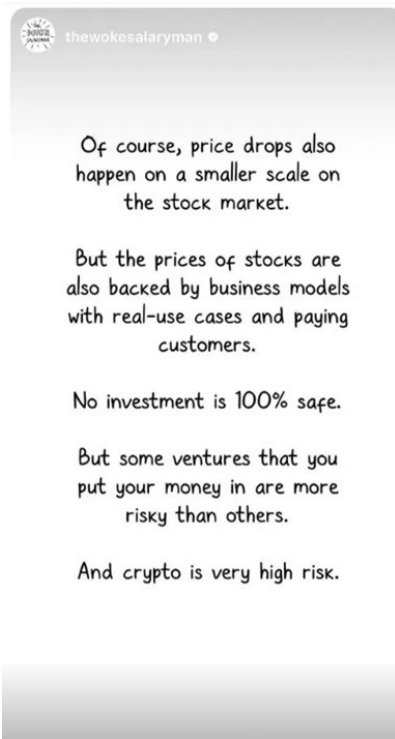 thewokesalaryman
Of course, price drops also
happen on a smaller scale on
the stock market.
But the prices of stocks are
also backed by business models
with real-use cases and paying
customers.
No investment is 100% safe.
But some ventures that you
put your money in are more
risky than others.
And crypto is very high risk.